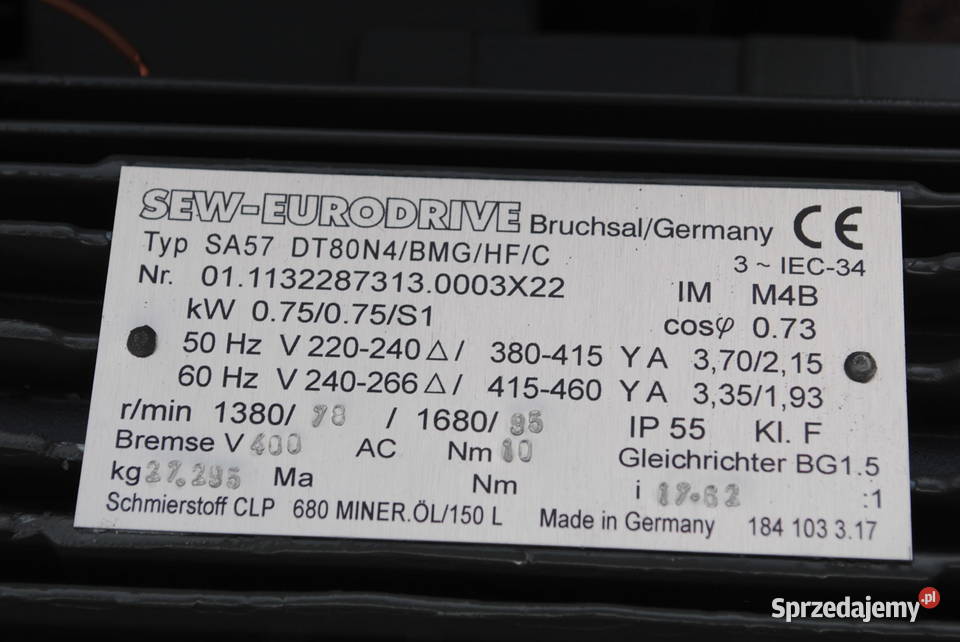 SEW-EURODRIVE Bruchsal/Germany CE
Typ SA57 DT80N4/BMG/HF/C 3 ~ IEC-34
Nr. 01.1132287313.0003X22 IM M4B
kW 0.75/0.75/S1 cosφ 0.73
50 Hz V 220-240 △/ 380-415 Y A 3,70/2,15
60 Hz V 240-266 △/ 415-460 Y A 3,35/1,93
r/min 1380/ 78 / 1680/ 95 IP 55 Kl. F
Bremse V 400 AC Nm 10 Gleichrichter BG1.5
kg 27.295 Ma Nm i 17.62 :1
Schmierstoff CLP 680 MINER.ÖL/150 L Made in Germany 184 103 3.17
Sprzedajemy.pl